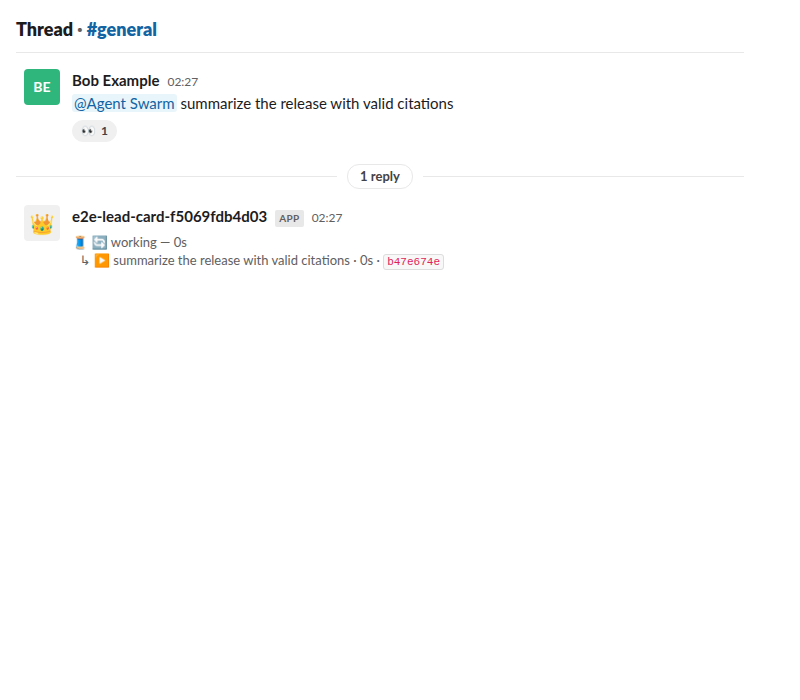 Thread • #general
BE
Bob Example 02:27
@Agent Swarm summarize the release with valid citations
👀 1
1 reply
e2e-lead-card-f5069fdb4d03 APP 02:27
🧵 🔄 working — 0s
↳ ▶️ summarize the release with valid citations · 0s · b47e674e